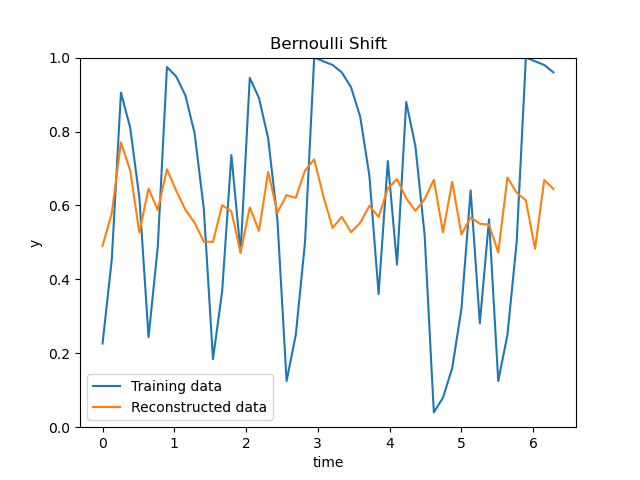 Bernoulli Shift
1.0
0.8
0.6
0.4
0.2
0.0
y
Training data
Reconstructed data
0 1 2 3 4 5 6
time